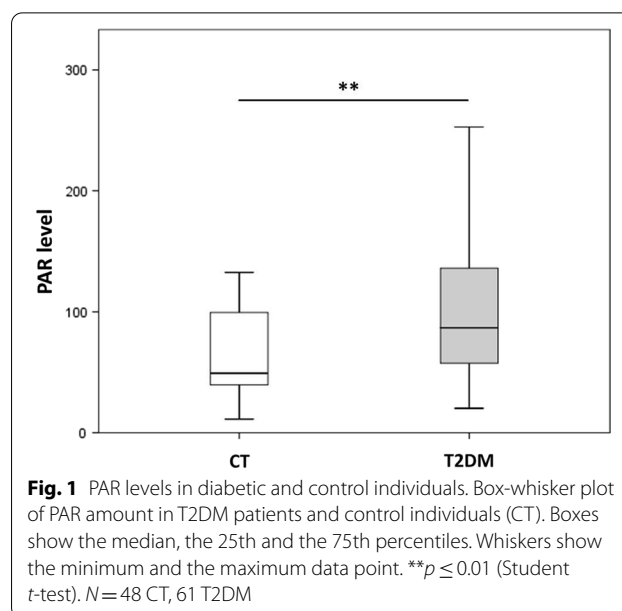 300
**
200
PAR level
100
0
CT
T2DM
Fig. 1 PAR levels in diabetic and control individuals. Box-whisker plot
of PAR amount in T2DM patients and control individuals (CT). Boxes
show the median, the 25th and the 75th percentiles. Whiskers show
the minimum and the maximum data point. **p ≤ 0.01 (Student
t-test). N = 48 CT, 61 T2DM